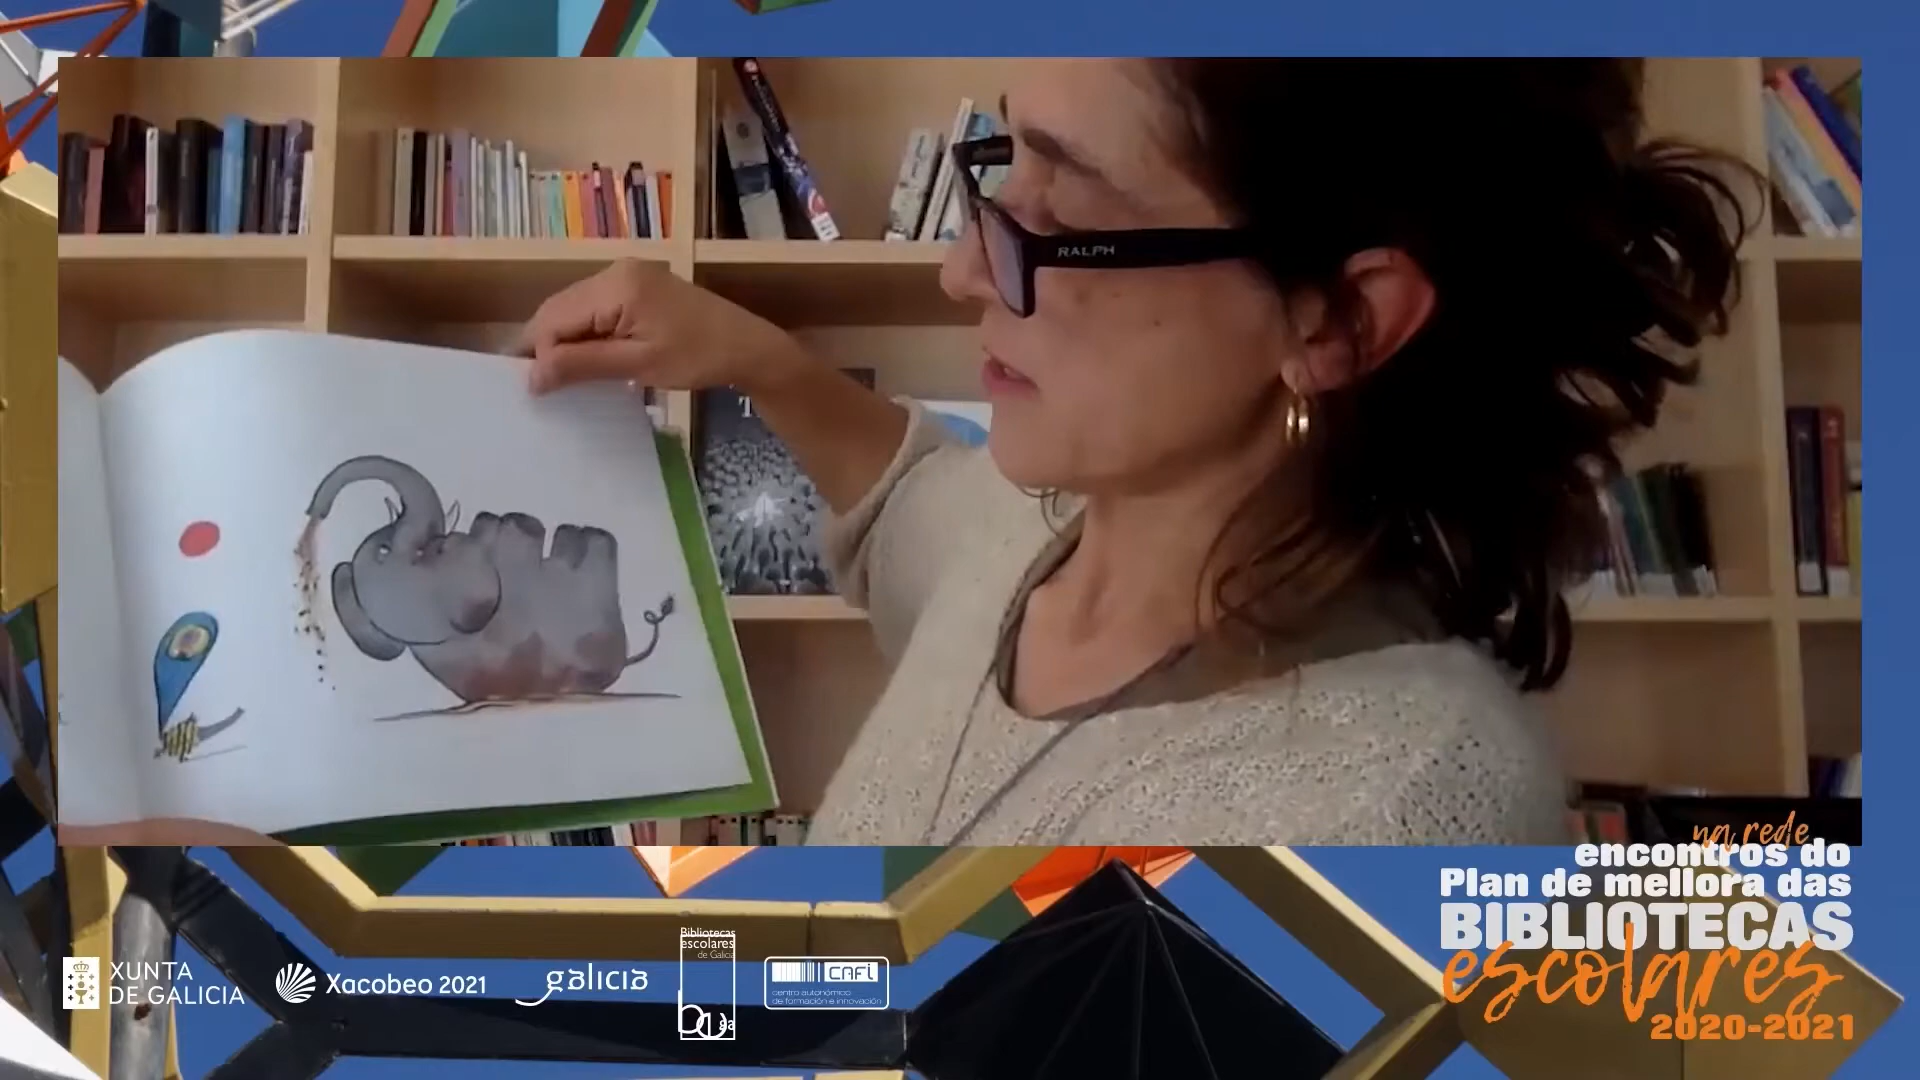 RALPH
T
na rede
encontros do
Plan de mellora das
BIBLIOTECAS
escolares
2020-2021
XUNTA
DE GALICIA
Xacobeo 2021
galicia
Bibliotecas
escolares
de Galicia
CAFi
centro autonómico
de formación e innovación